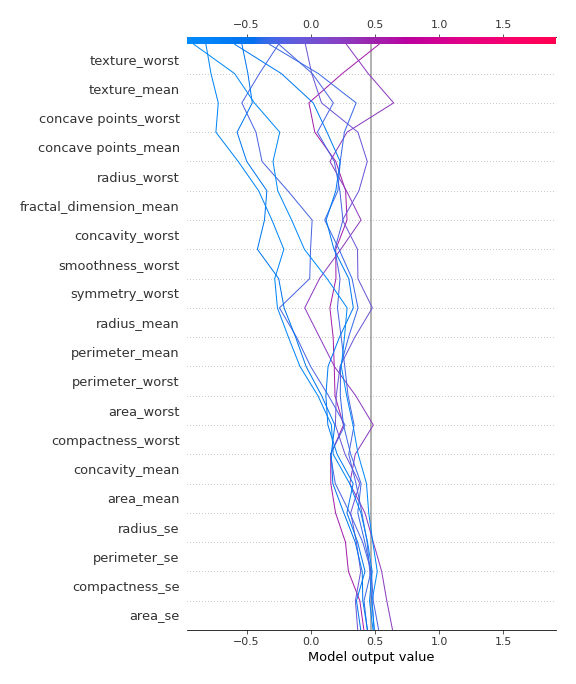 −0.5 0.0 0.5 1.0 1.5
texture_worst
texture_mean
concave points_worst
concave points_mean
radius_worst
fractal_dimension_mean
concavity_worst
smoothness_worst
symmetry_worst
radius_mean
perimeter_mean
perimeter_worst
area_worst
compactness_worst
concavity_mean
area_mean
radius_se
perimeter_se
compactness_se
area_se
−0.5 0.0 0.5 1.0 1.5
Model output value